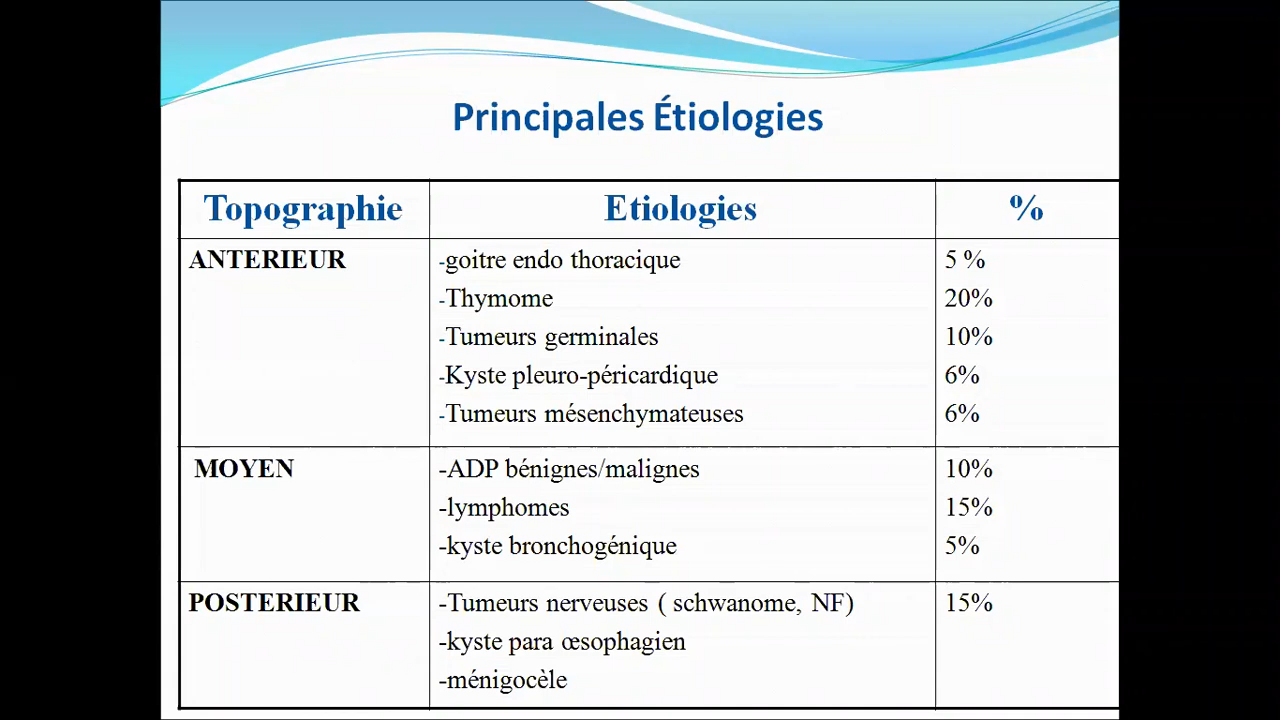 Principales Étiologies
Topographie Etiologies %
ANTERIEUR -goitre endo thoracique 5 %
-Thymome 20%
-Tumeurs germinales 10%
-Kyste pleuro-péricardique 6%
-Tumeurs mésenchymateuses 6%
MOYEN -ADP bénignes/malignes 10%
-lymphomes 15%
-kyste bronchogénique 5%
POSTERIEUR -Tumeurs nerveuses ( schwanome, NF) 15%
-kyste para œsophagien
-ménigocèle